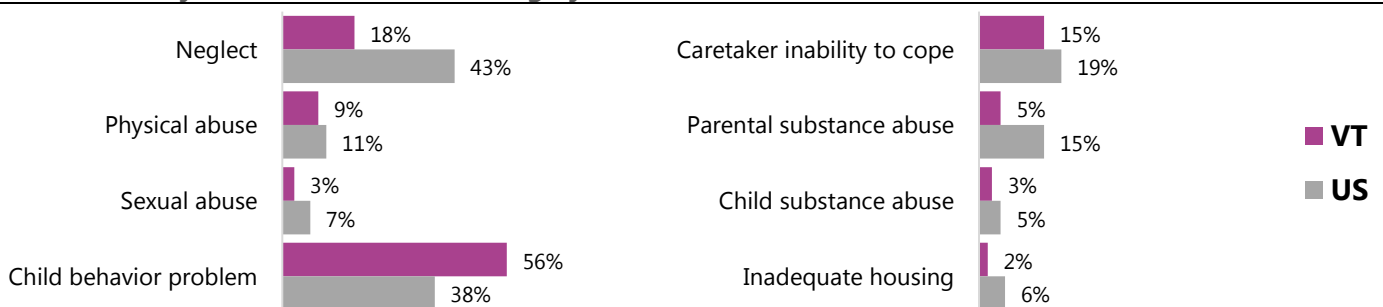 Neglect
18%
43%
Physical abuse
9%
11%
Sexual abuse
3%
7%
Child behavior problem
56%
38%
Caretaker inability to cope
15%
19%
Parental substance abuse
5%
15%
Child substance abuse
3%
5%
Inadequate housing
2%
6%
VT
US